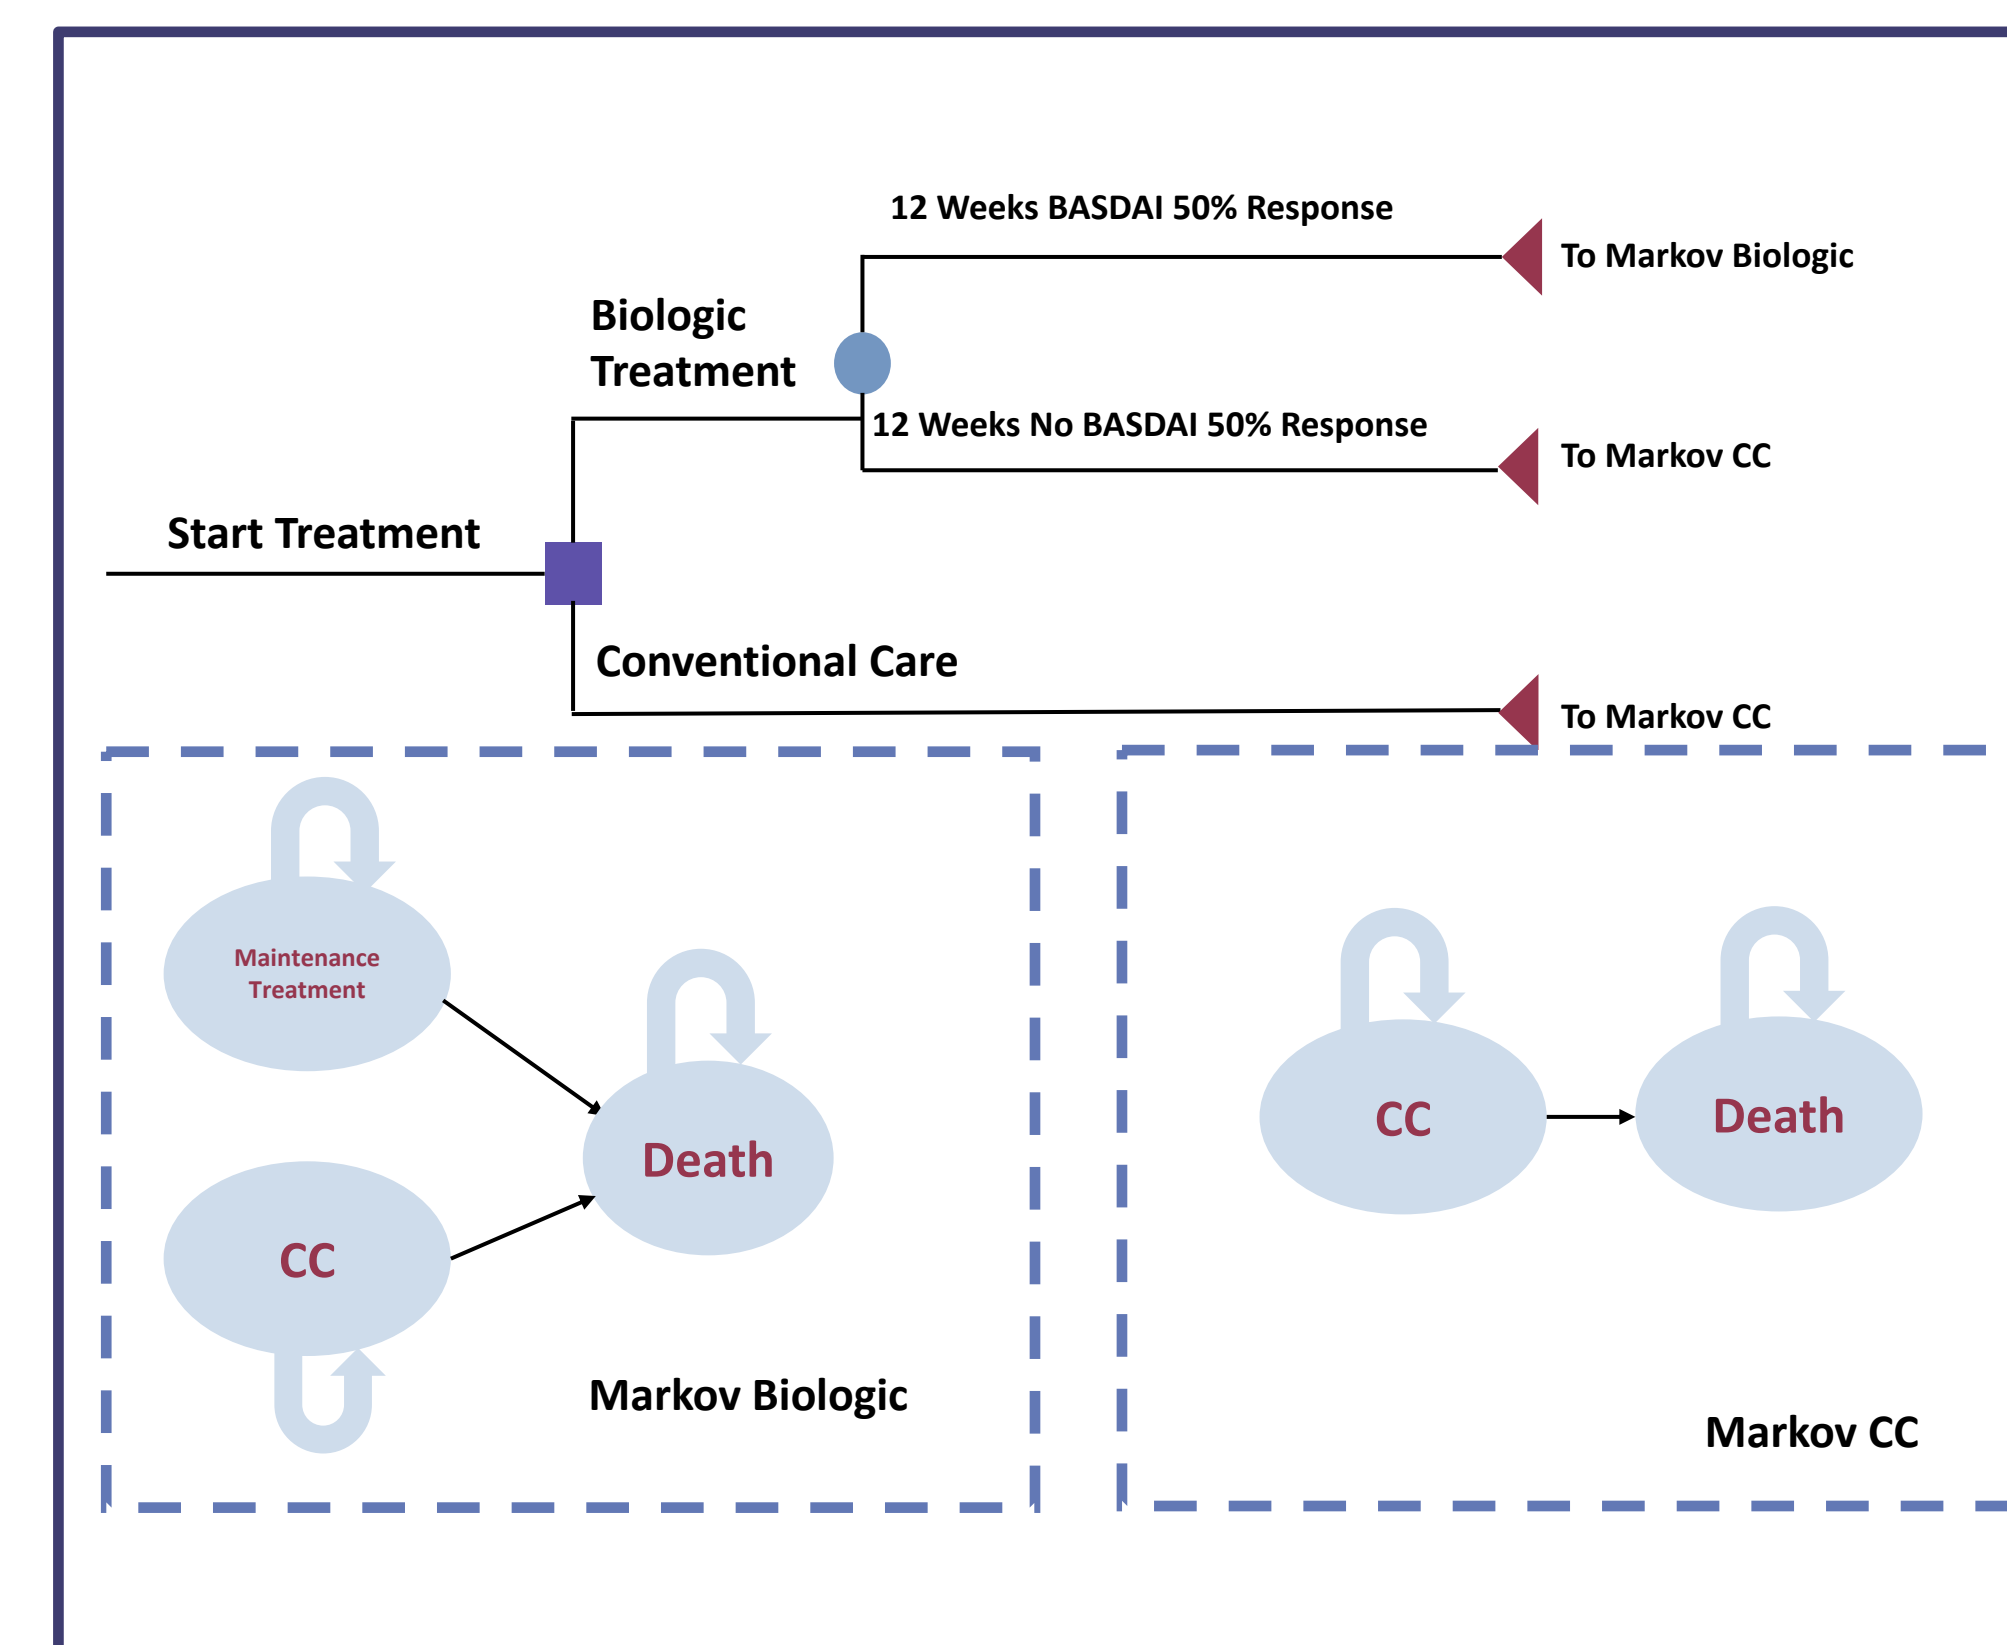 12 Weeks BASDAI 50% Response
To Markov Biologic
Biologic
Treatment
12 Weeks No BASDAI 50% Response
To Markov CC
Start Treatment
Conventional Care
To Markov CC
Maintenance
Treatment
Death
CC
Markov Biologic
CC
Death
Markov CC